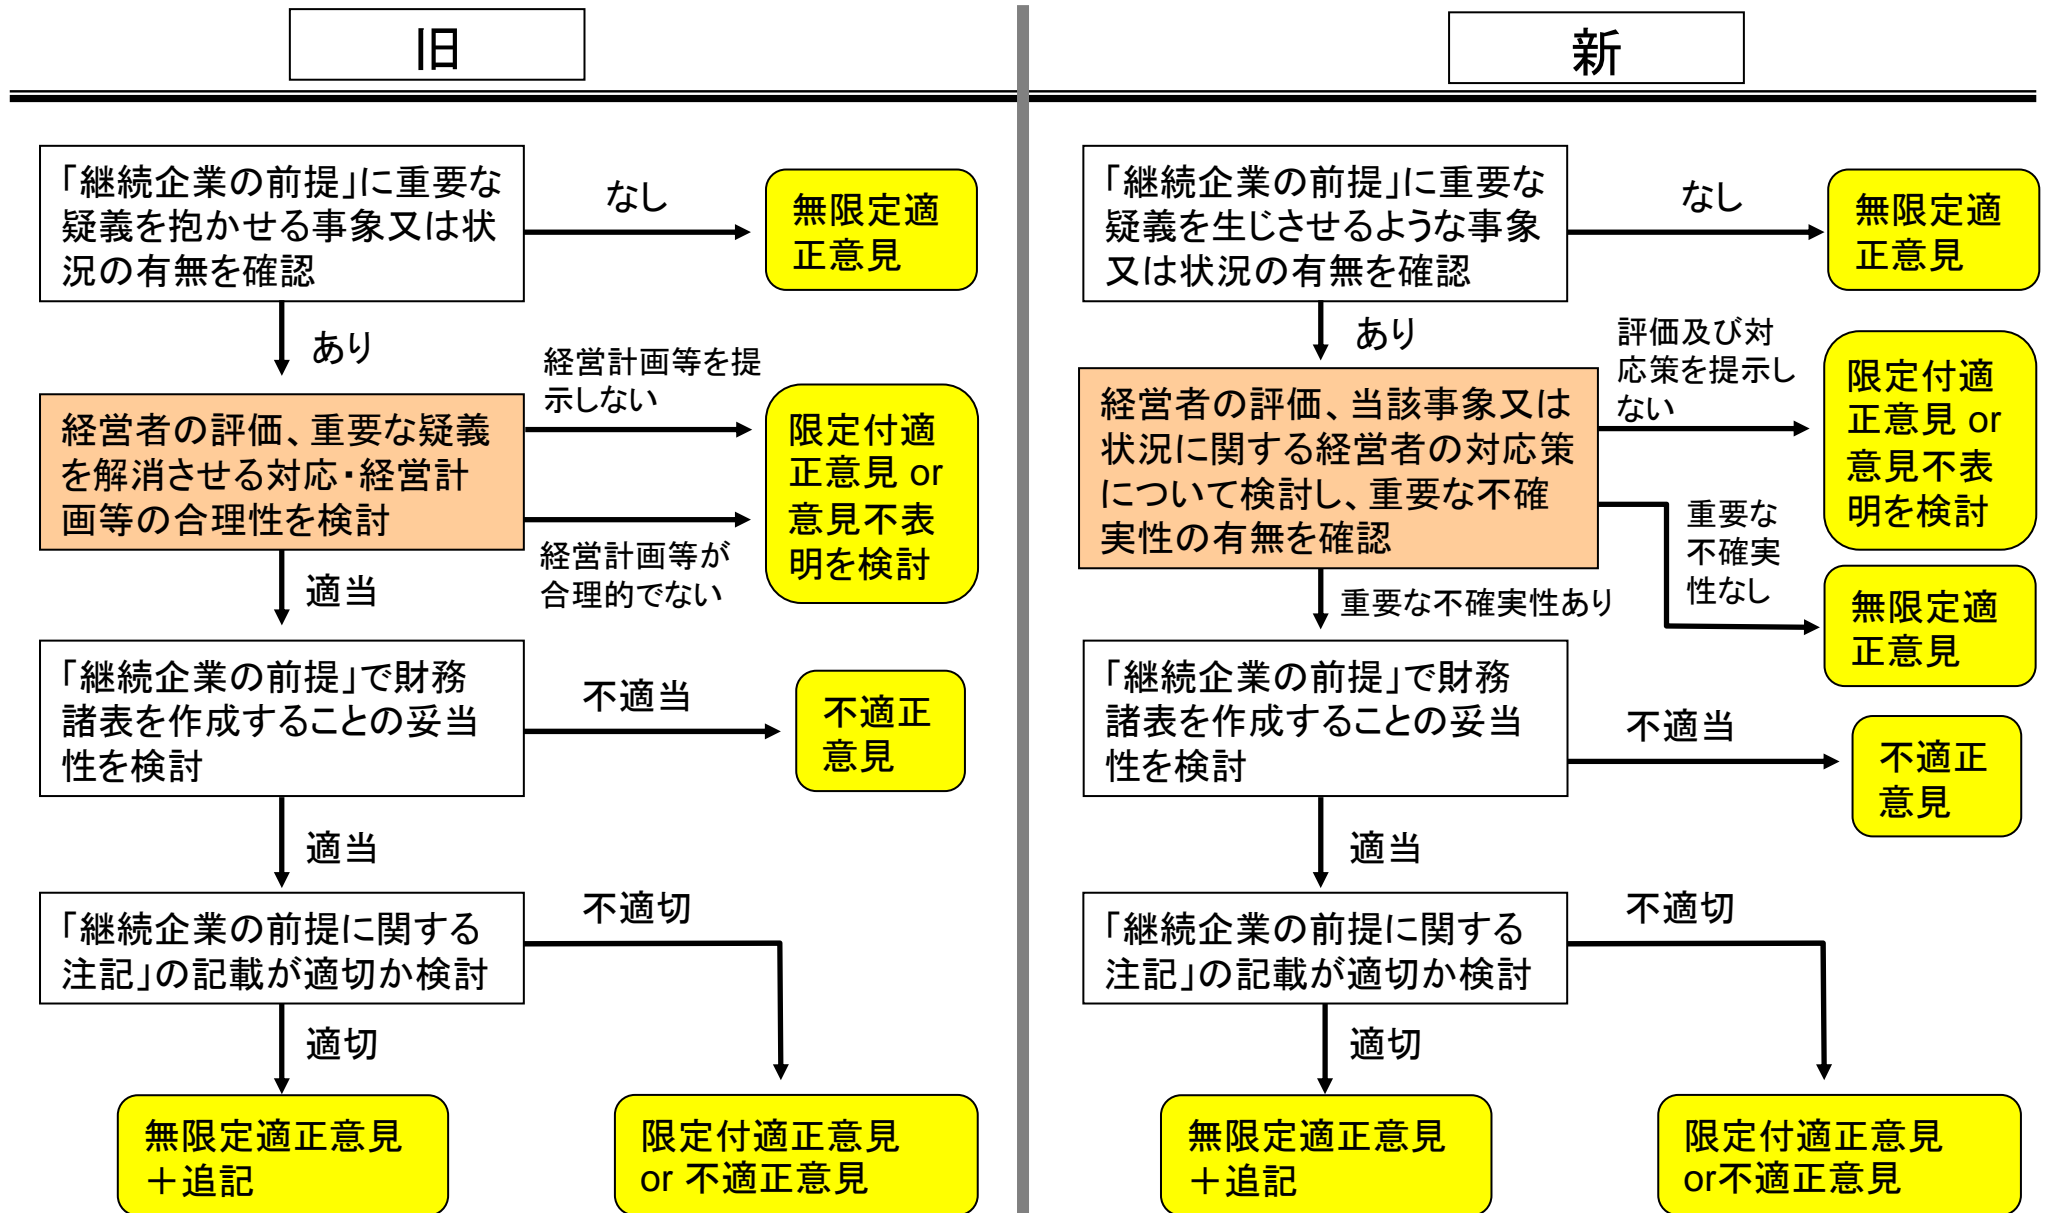 旧
「継続企業の前提」に重要な
疑義を抱かせる事象又は状
況の有無を確認
なし
無限定適
正意見
あり
経営計画等を提
示しない
経営者の評価、重要な疑義
を解消させる対応・経営計
画等の合理性を検討
限定付適
正意見 or
意見不表
明を検討
経営計画等が
合理的でない
適当
「継続企業の前提」で財務
諸表を作成することの妥当
性を検討
不適当
不適正
意見
適当
「継続企業の前提に関する
注記」の記載が適切か検討
不適切
適切
無限定適正意見
＋追記
限定付適正意見
or 不適正意見
新
「継続企業の前提」に重要な
疑義を生じさせるような事象
又は状況の有無を確認
なし
無限定適
正意見
あり
評価及び対
応策を提示し
ない
経営者の評価、当該事象又は
状況に関する経営者の対応策
について検討し、重要な不確
実性の有無を確認
限定付適
正意見 or
意見不表
明を検討
重要な
不確実
性なし
無限定適
正意見
重要な不確実性あり
「継続企業の前提」で財務
諸表を作成することの妥当
性を検討
不適当
不適正
意見
適当
「継続企業の前提に関する
注記」の記載が適切か検討
不適切
適切
無限定適正意見
＋追記
限定付適正意見
or不適正意見